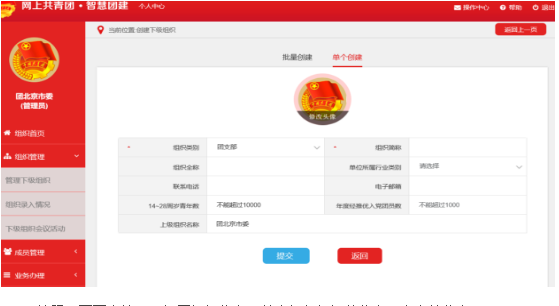 网上共青团·智慧团建 个人中心 操作中心 帮助 退出
当前位置:创建下级组织 返回上一页
批量创建 单个创建
修改头像
团北京市委
(管理员)
组织首页
组织管理
管理下级组织
组织录入情况
下级组织会议活动
成员管理
业务办理
* 组织类别 团支部 * 组织简称
组织全称 单位所属行业类别 请选择
联系电话 电子邮箱
14-28周岁青年数 不能超过10000 年度经推优入党团员数 不能超过1000
上级组织名称 团北京市委
提交 返回